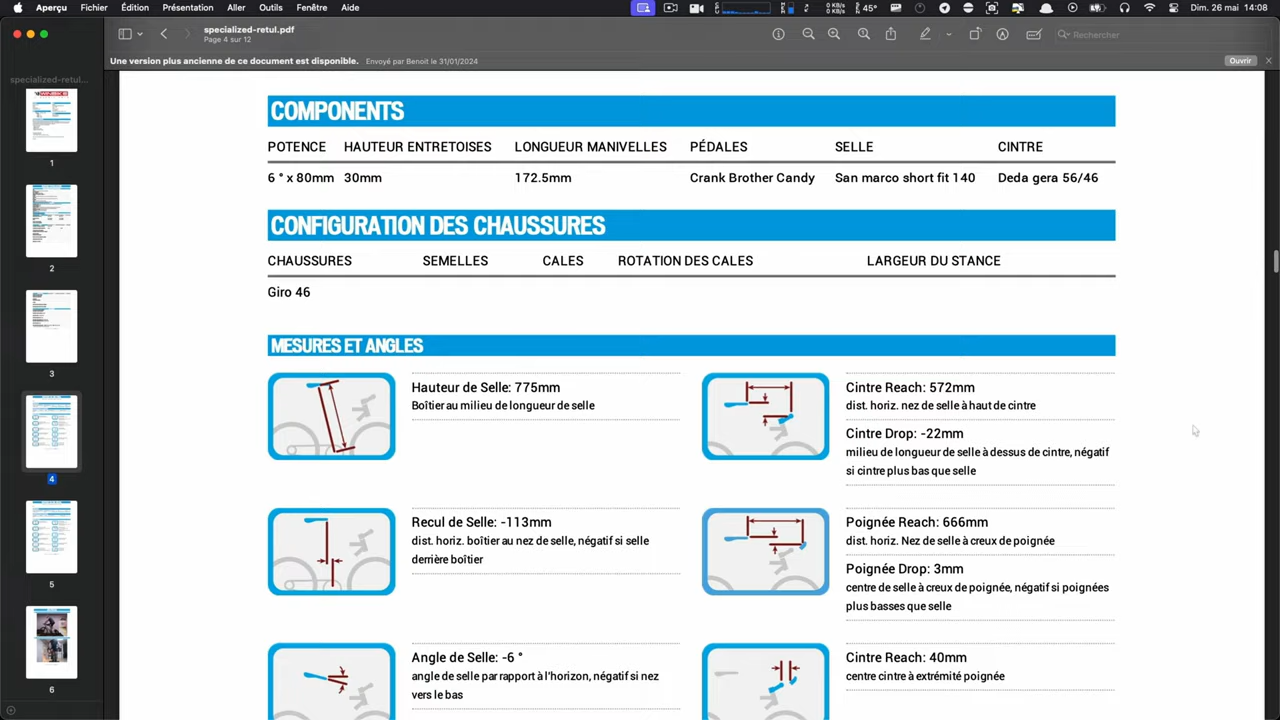 Aperçu Fichier Édition Présentation Aller Outils Fenêtre Aide
0 KB/s
45°
Dim. 26 mai 14:08
specialized-retul.pdf
Page 4 sur 12
Rechercher
Une version plus ancienne de ce document est disponible. Envoyé par Benoit le 31/01/2024
Ouvrir
specialized-retul...
1
2
3
4
5
6
COMPONENTS
POTENCE HAUTEUR ENTRETOISES LONGUEUR MANIVELLES PÉDALES SELLE CINTRE
6 ° x 80mm 30mm 172.5mm Crank Brother Candy San marco short fit 140 Deda gera 56/46
CONFIGURATION DES CHAUSSURES
CHAUSSURES SEMELLES CALES ROTATION DES CALES LARGEUR DU STANCE
Giro 46
MESURES ET ANGLES
Hauteur de Selle: 775mm
Boîtier au milieu de longueur de selle
Cintre Reach: 572mm
dist. horiz. nez de selle à haut de cintre
Cintre Drop: -22mm
milieu de longueur de selle à dessus de cintre, négatif
si cintre plus bas que selle
Recul de Selle: -113mm
dist. horiz. boîtier au nez de selle, négatif si selle
derrière boîtier
Poignée Reach: 666mm
dist. horiz. Nez de selle à creux de poignée
Poignée Drop: 3mm
centre de selle à creux de poignée, négatif si poignées
plus basses que selle
Angle de Selle: -6 °
angle de selle par rapport à l'horizon, négatif si nez
vers le bas
Cintre Reach: 40mm
centre cintre à extrémité poignée